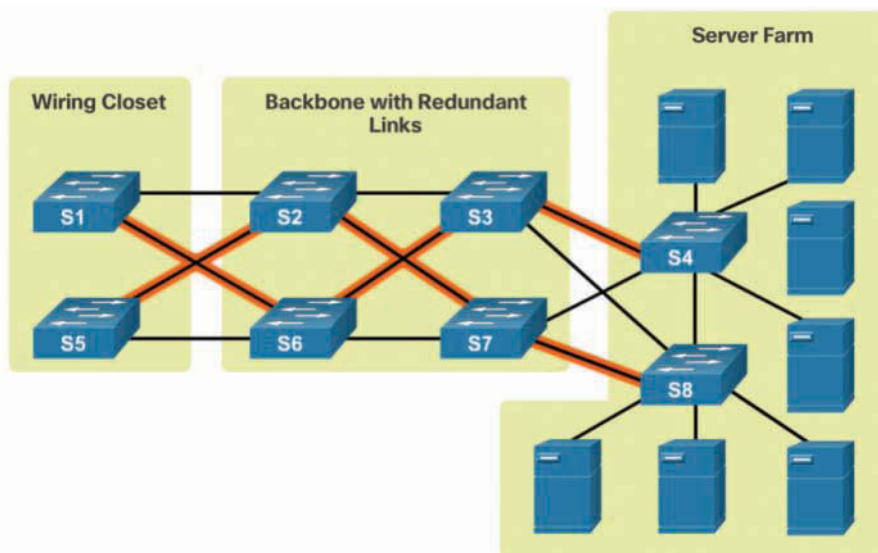 Server Farm
Wiring Closet
Backbone with Redundant
Links
S1
S2
S3
S4
S5
S6
S7
S8